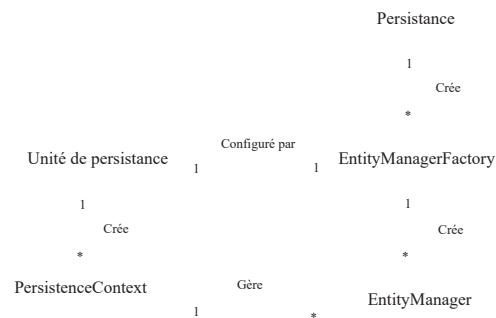 Persistance
1
Crée
*
Configuré par
Unité de persistance
1
1
EntityManagerFactory
1
Crée
*
1
Crée
*
PersistenceContext
Gère
1
*
EntityManager